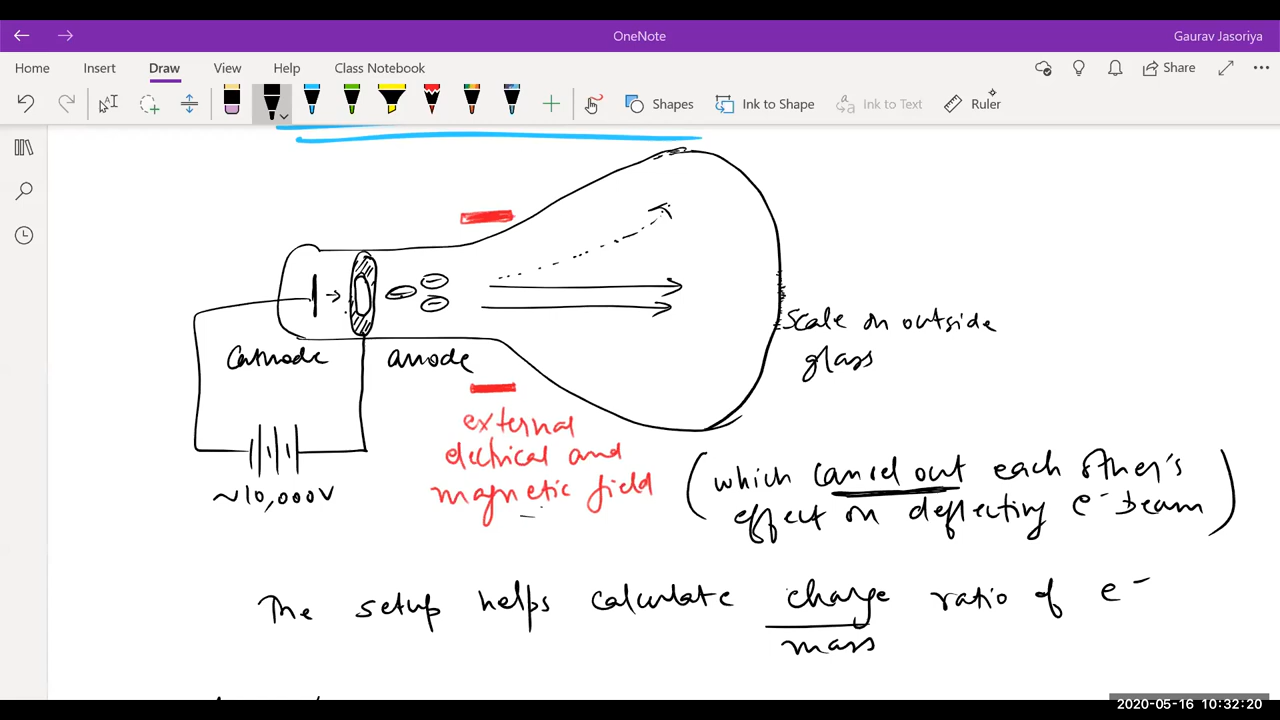 OneNote
Gaurav Jasoriya
Home
Insert
Draw
View
Help
Class Notebook
Share
Shapes
Ink to Shape
Ink to Text
Ruler
Scale on outside
glass
Cathode
anode
~10,000V
external
electrical and
magnetic field
(which cancel out each other's
effect on deflecting e⁻ beam)
The setup helps calculate charge ratio of e⁻
mass
2020-05-16 10:32:20